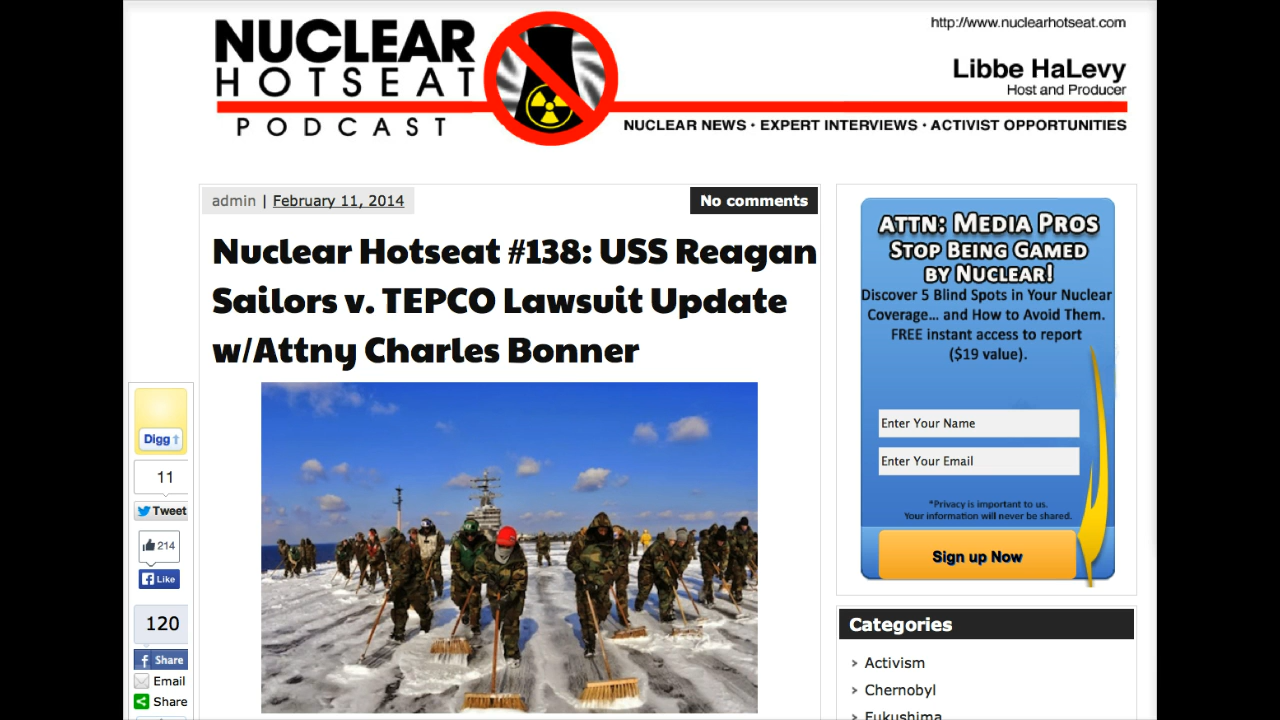 NUCLEAR
HOTSEAT
PODCAST
http://www.nuclearhotseat.com
Libbe HaLevy
Host and Producer
NUCLEAR NEWS • EXPERT INTERVIEWS • ACTIVIST OPPORTUNITIES
admin | February 11, 2014
No comments
Nuclear Hotseat #138: USS Reagan
Sailors v. TEPCO Lawsuit Update
w/Attny Charles Bonner
Digg
11
Tweet
214
Like
120
Share
Email
Share
ATTN: MEDIA PROS
STOP BEING GAMED
BY NUCLEAR!
Discover 5 Blind Spots in Your Nuclear
Coverage... and How to Avoid Them.
FREE instant access to report
($19 value).
Enter Your Name
Enter Your Email
*Privacy is important to us.
Your information will never be shared.
Sign up Now
Categories
Activism
Chernobyl
Fukushima